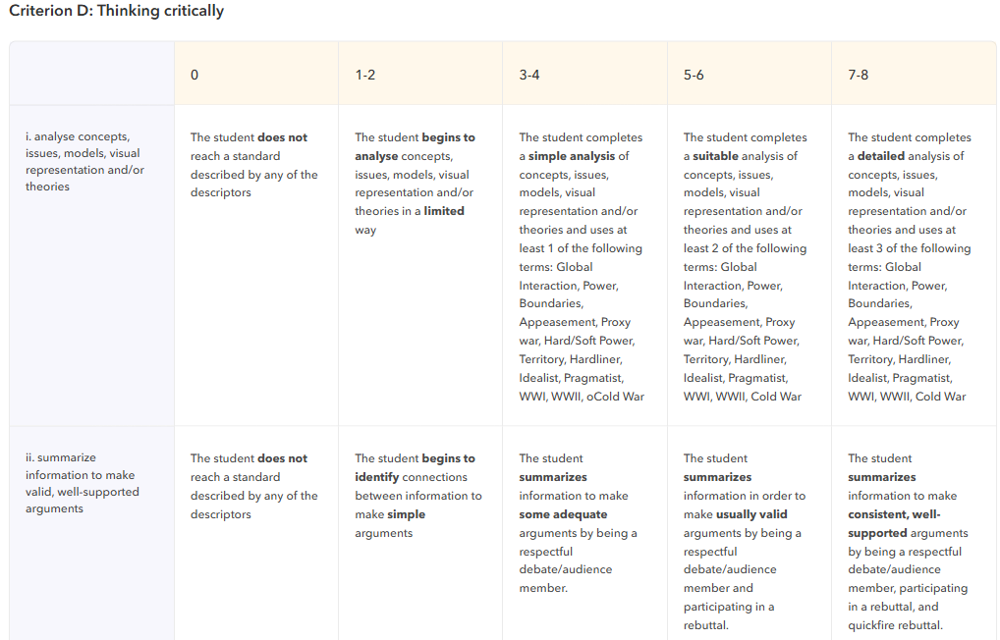 Criterion D: Thinking critically
0
1-2
3-4
5-6
7-8
i. analyse concepts,
issues, models, visual
representation and/or
theories
The student does not
reach a standard
described by any of the
descriptors
The student begins to
analyse concepts,
issues, models, visual
representation and/or
theories in a limited
way
The student completes
a simple analysis of
concepts, issues,
models, visual
representation and/or
theories and uses at
least 1 of the following
terms: Global
Interaction, Power,
Boundaries,
Appeasement, Proxy
war, Hard/Soft Power,
Territory, Hardliner,
Idealist, Pragmatist,
WWI, WWII, oCold War
The student completes
a suitable analysis of
concepts, issues,
models, visual
representation and/or
theories and uses at
least 2 of the following
terms: Global
Interaction, Power,
Boundaries,
Appeasement, Proxy
war, Hard/Soft Power,
Territory, Hardliner,
Idealist, Pragmatist,
WWI, WWII, Cold War
The student completes
a detailed analysis of
concepts, issues,
models, visual
representation and/or
theories and uses at
least 3 of the following
terms: Global
Interaction, Power,
Boundaries,
Appeasement, Proxy
war, Hard/Soft Power,
Territory, Hardliner,
Idealist, Pragmatist,
WWI, WWII, Cold War
ii. summarize
information to make
valid, well-supported
arguments
The student does not
reach a standard
described by any of the
descriptors
The student begins to
identify connections
between information to
make simple
arguments
The student
summarizes
information to make
some adequate
arguments by being a
respectful
debate/audience
member.
The student
summarizes
information in order to
make usually valid
arguments by being a
respectful
debate/audience
member and
participating in a
rebuttal.
The student
summarizes
information to make
consistent, well-
supported arguments
by being a respectful
debate/audience
member, participating
in a rebuttal, and
quickfire rebuttal.